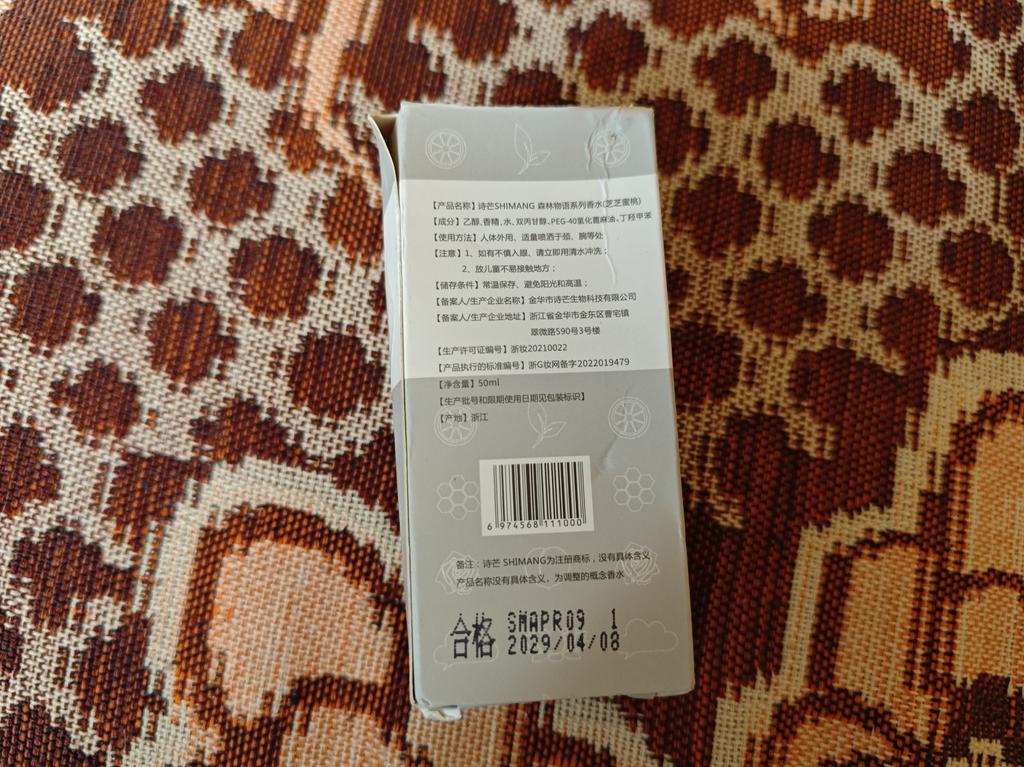 【产品名称】诗芒SHIMANG 森林物语系列香水(芝芝蜜桃)
【成分】乙醇、香精、水、双丙甘醇、PEG-40氢化蓖麻油、丁羟甲苯
【使用方法】人体外用、适量喷洒于颈、腕等处
【注意】1、如有不慎入眼、请立即用清水冲洗；
2、放儿童不易接触地方；
【储存条件】常温保存、避免阳光和高温；
【备案人/生产企业名称】金华市诗芒生物科技有限公司
【备案人/生产企业地址】浙江省金华市金东区曹宅镇
翠微路590号3号楼
【生产许可证编号】浙妆20210022
【产品执行的标准编号】浙G妆网备字2022019479
【净含量】50ml
【生产批号和限期使用日期见包装标识】
【产地】浙江
6 974568 111000
备注：诗芒 SHIMANG为注册商标，没有具体含义
产品名称没有具体含义，为调整的概念香水
合格 SMAPR09 1
2029/04/08